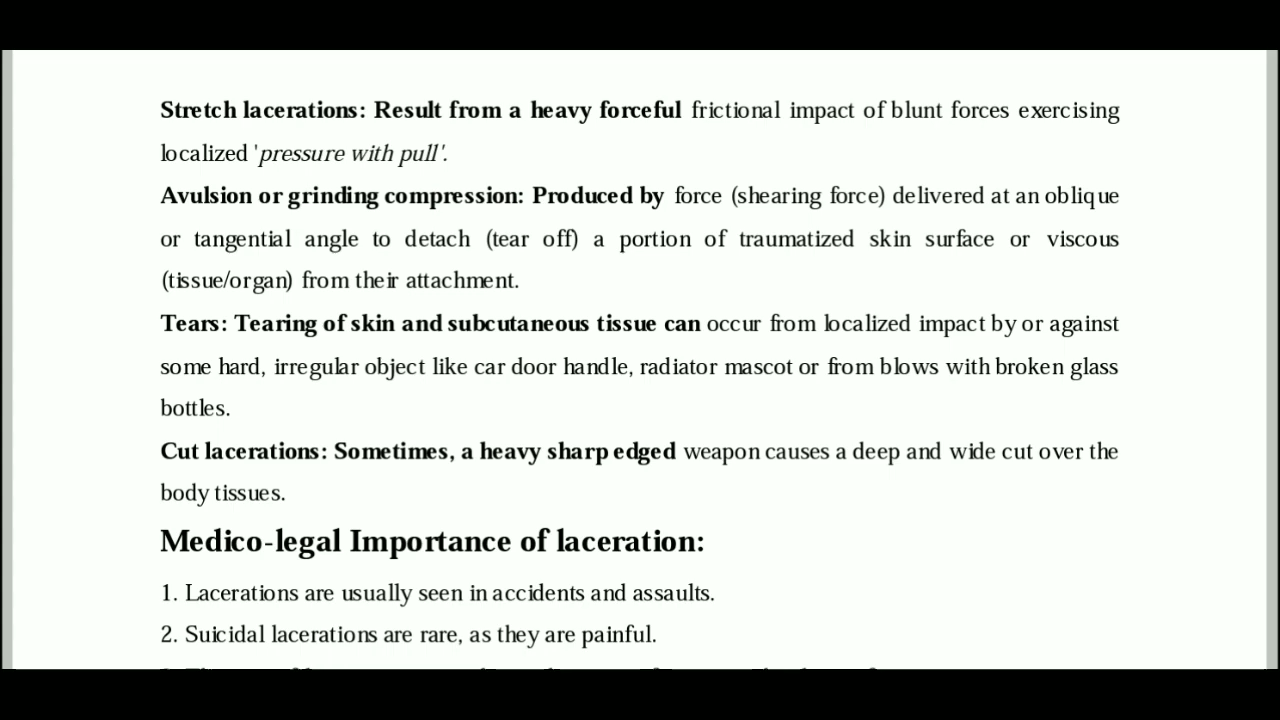 Stretch lacerations: Result from a heavy forceful frictional impact of blunt forces exercising
localized 'pressure with pull'.
Avulsion or grinding compression: Produced by force (shearing force) delivered at an oblique
or tangential angle to detach (tear off) a portion of traumatized skin surface or viscous
(tissue/organ) from their attachment.
Tears: Tearing of skin and subcutaneous tissue can occur from localized impact by or against
some hard, irregular object like car door handle, radiator mascot or from blows with broken glass
bottles.
Cut lacerations: Sometimes, a heavy sharp edged weapon causes a deep and wide cut over the
body tissues.
Medico-legal Importance of laceration:
1. Lacerations are usually seen in accidents and assaults.
2. Suicidal lacerations are rare, as they are painful.